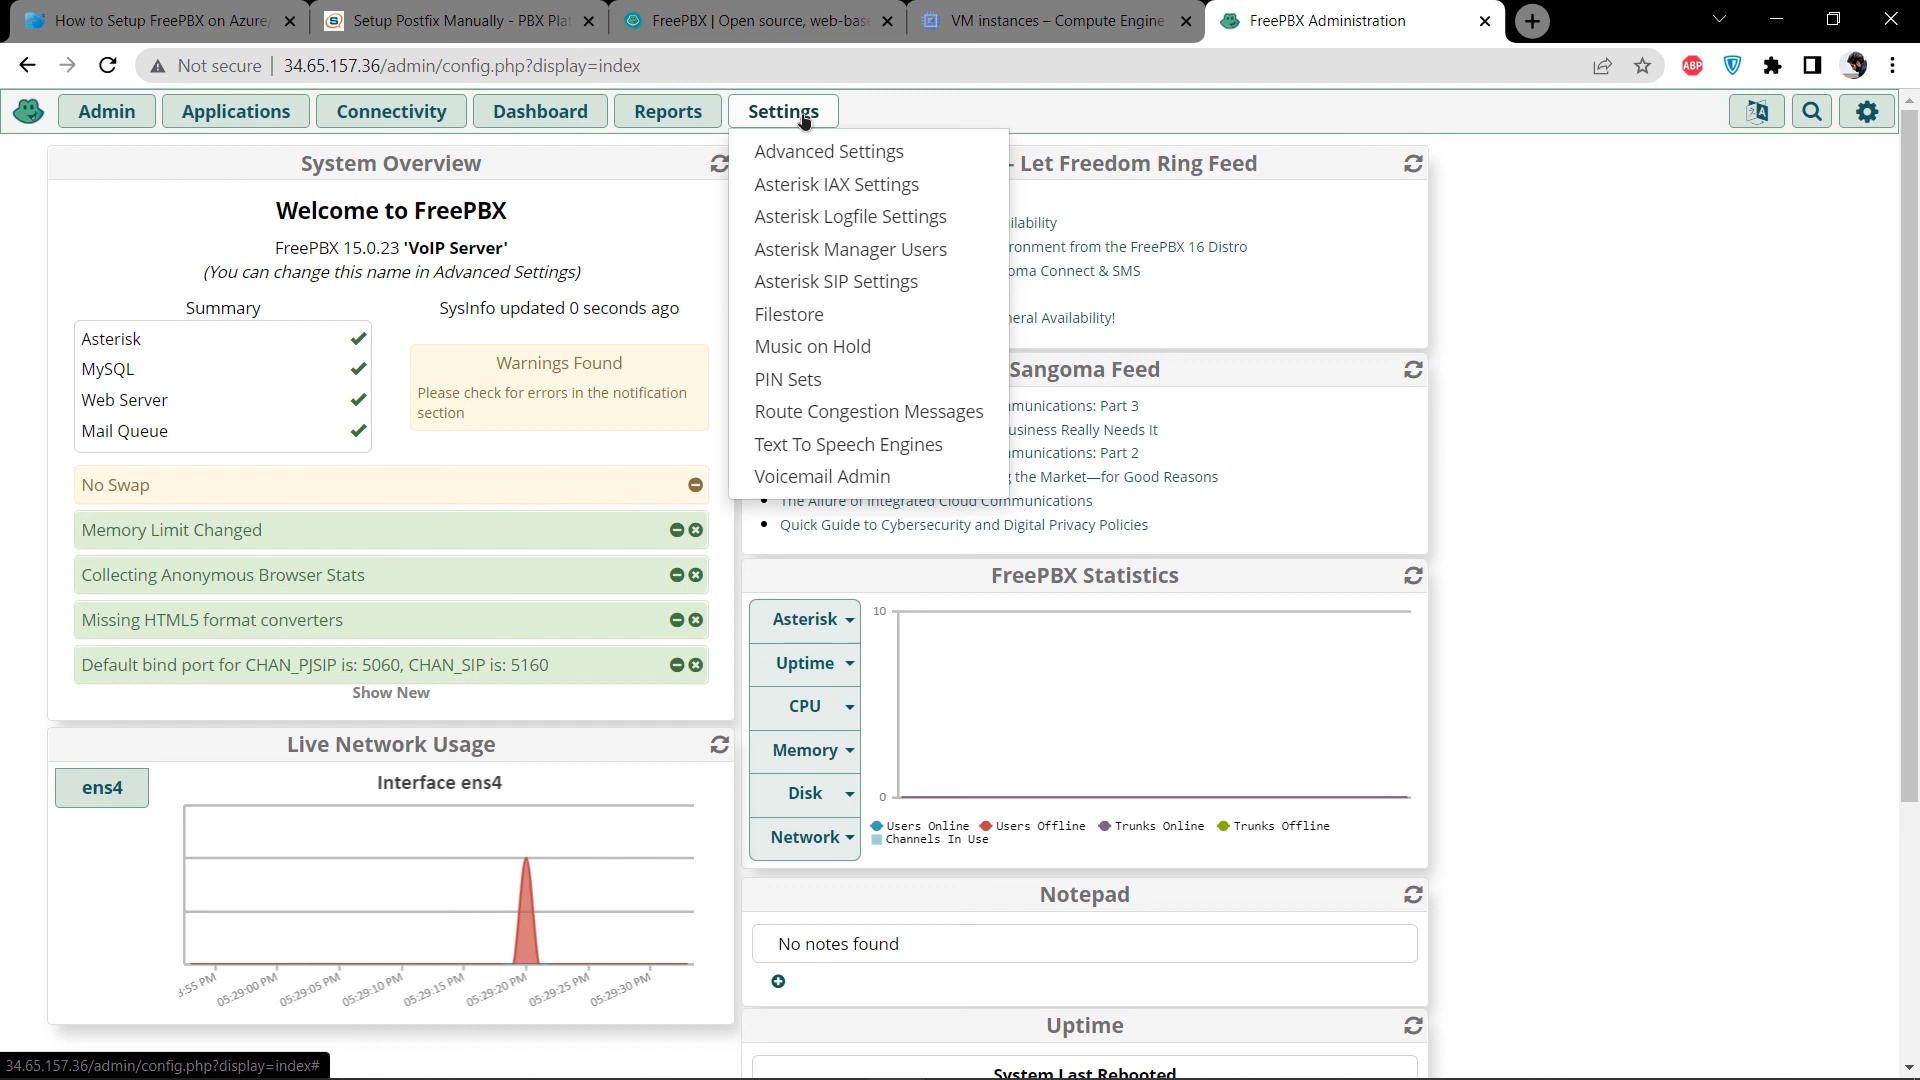 How to Setup FreePBX on Azure/
Setup Postfix Manually - PBX Plat
FreePBX | Open source, web-base
VM instances – Compute Engine
FreePBX Administration
Not secure
34.65.157.36/admin/config.php?display=index
ABP
Admin
Applications
Connectivity
Dashboard
Reports
Settings
System Overview
Welcome to FreePBX
FreePBX 15.0.23 'VoIP Server'
(You can change this name in Advanced Settings)
Summary
SysInfo updated 0 seconds ago
Asterisk
MySQL
Web Server
Mail Queue
Warnings Found
Please check for errors in the notification
section
No Swap
Memory Limit Changed
Collecting Anonymous Browser Stats
Missing HTML5 format converters
Default bind port for CHAN_PJSIP is: 5060, CHAN_SIP is: 5160
Show New
Live Network Usage
ens4
Interface ens4
3:55 PM
05:29:00 PM
05:29:05 PM
05:29:10 PM
05:29:15 PM
05:29:20 PM
05:29:25 PM
05:29:30 PM
Advanced Settings
Asterisk IAX Settings
Asterisk Logfile Settings
Asterisk Manager Users
Asterisk SIP Settings
Filestore
Music on Hold
PIN Sets
Route Congestion Messages
Text To Speech Engines
Voicemail Admin
- Let Freedom Ring Feed
ilability
ronment from the FreePBX 16 Distro
oma Connect & SMS
neral Availability!
Sangoma Feed
munications: Part 3
usiness Really Needs It
munications: Part 2
g the Market—for Good Reasons
The Allure of Integrated Cloud Communications
Quick Guide to Cybersecurity and Digital Privacy Policies
FreePBX Statistics
Asterisk
Uptime
CPU
Memory
Disk
Network
10
0
Users Online
Users Offline
Trunks Online
Trunks Offline
Channels In Use
Notepad
No notes found
Uptime
System Last Rebooted
34.65.157.36/admin/config.php?display=index#